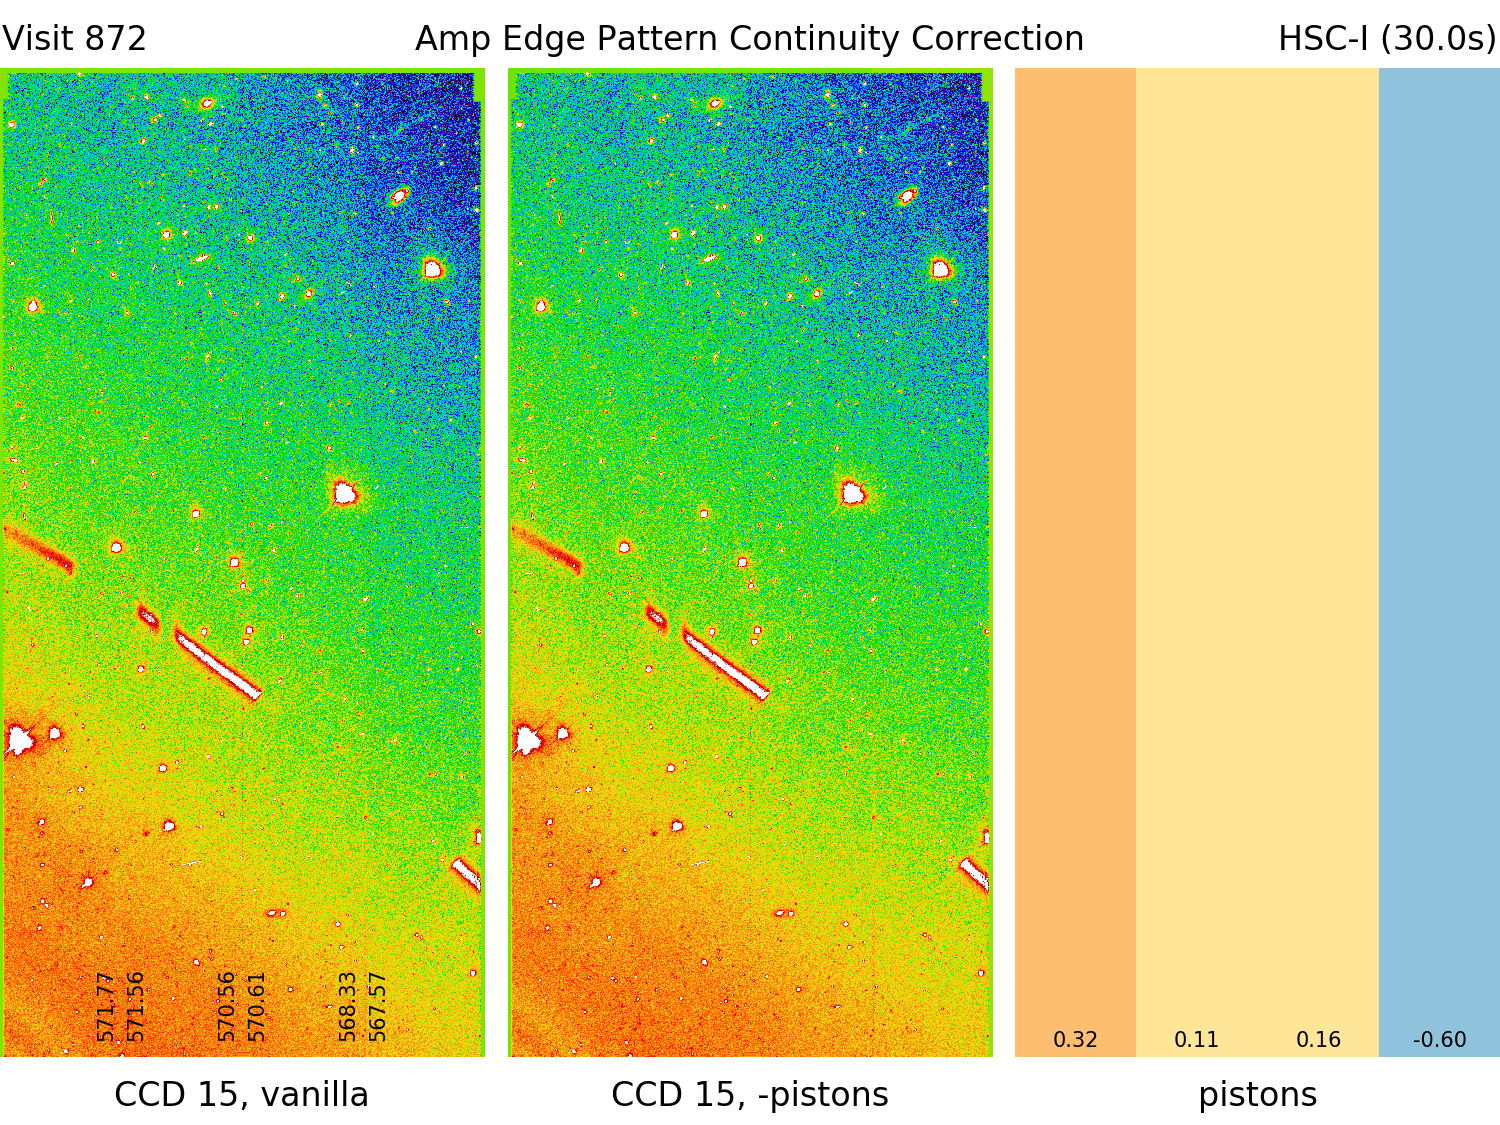 Visit 872 Amp Edge Pattern Continuity Correction HSC-I (30.0s)
571.77
571.56
570.56
570.61
568.33
567.57
0.32 0.11 0.16 -0.60
CCD 15, vanilla CCD 15, -pistons pistons